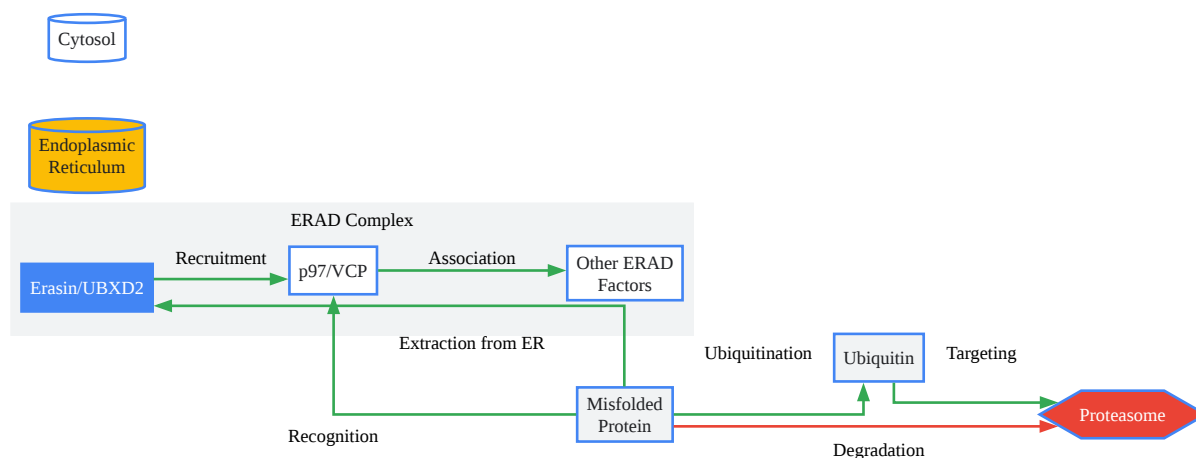 Cytosol
Endoplasmic
Reticulum
ERAD Complex
Recruitment
Association
Erasin/UBXD2
p97/VCP
Other ERAD
Factors
Extraction from ER
Ubiquitination
Ubiquitin
Targeting
Misfolded
Protein
Proteasome
Recognition
Degradation